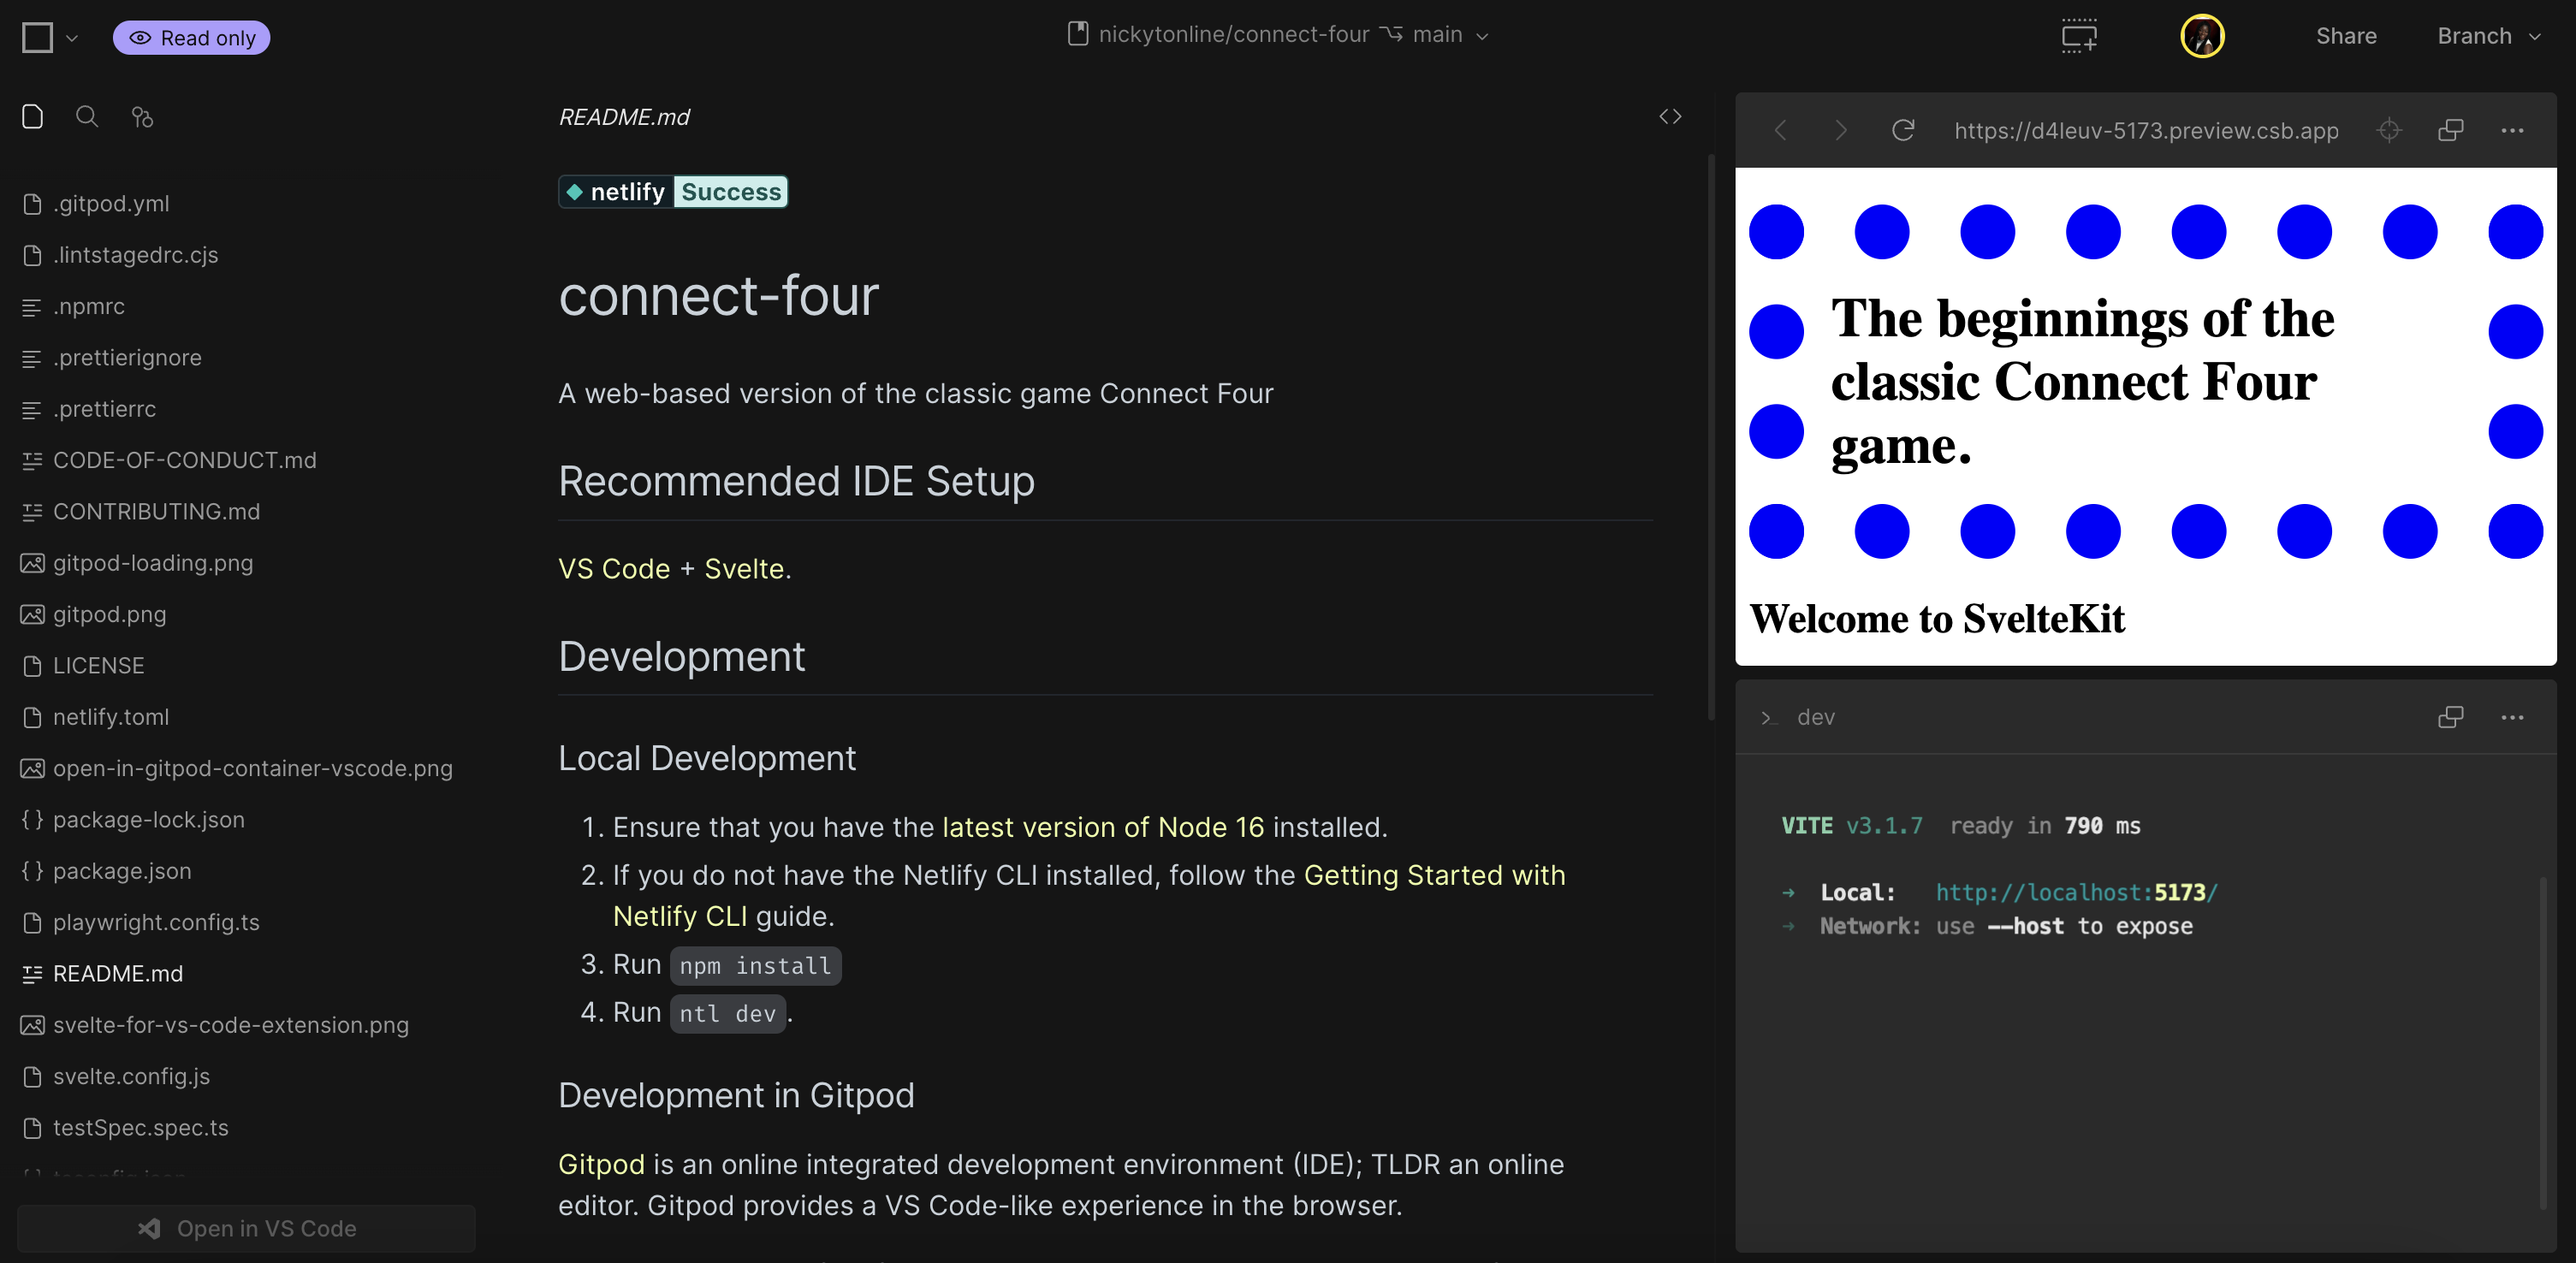 Read only
nickytonline/connect-four main
Share
Branch
.gitpod.yml
.lintstagedrc.cjs
.npmrc
.prettierignore
.prettierrc
CODE-OF-CONDUCT.md
CONTRIBUTING.md
gitpod-loading.png
gitpod.png
LICENSE
netlify.toml
open-in-gitpod-container-vscode.png
package-lock.json
package.json
playwright.config.ts
README.md
svelte-for-vs-code-extension.png
svelte.config.js
testSpec.spec.ts
Open in VS Code
README.md
netlify Success
connect-four
A web-based version of the classic game Connect Four
Recommended IDE Setup
VS Code + Svelte.
Development
Local Development
1. Ensure that you have the latest version of Node 16 installed.
2. If you do not have the Netlify CLI installed, follow the Getting Started with
Netlify CLI guide.
3. Run npm install
4. Run ntl dev.
Development in Gitpod
Gitpod is an online integrated development environment (IDE); TLDR an online
editor. Gitpod provides a VS Code-like experience in the browser.
https://d4leuv-5173.preview.csb.app
The beginnings of the
classic Connect Four
game.
Welcome to SvelteKit
dev
VITE v3.1.7 ready in 790 ms
➜ Local: http://localhost:5173/
➜ Network: use --host to expose